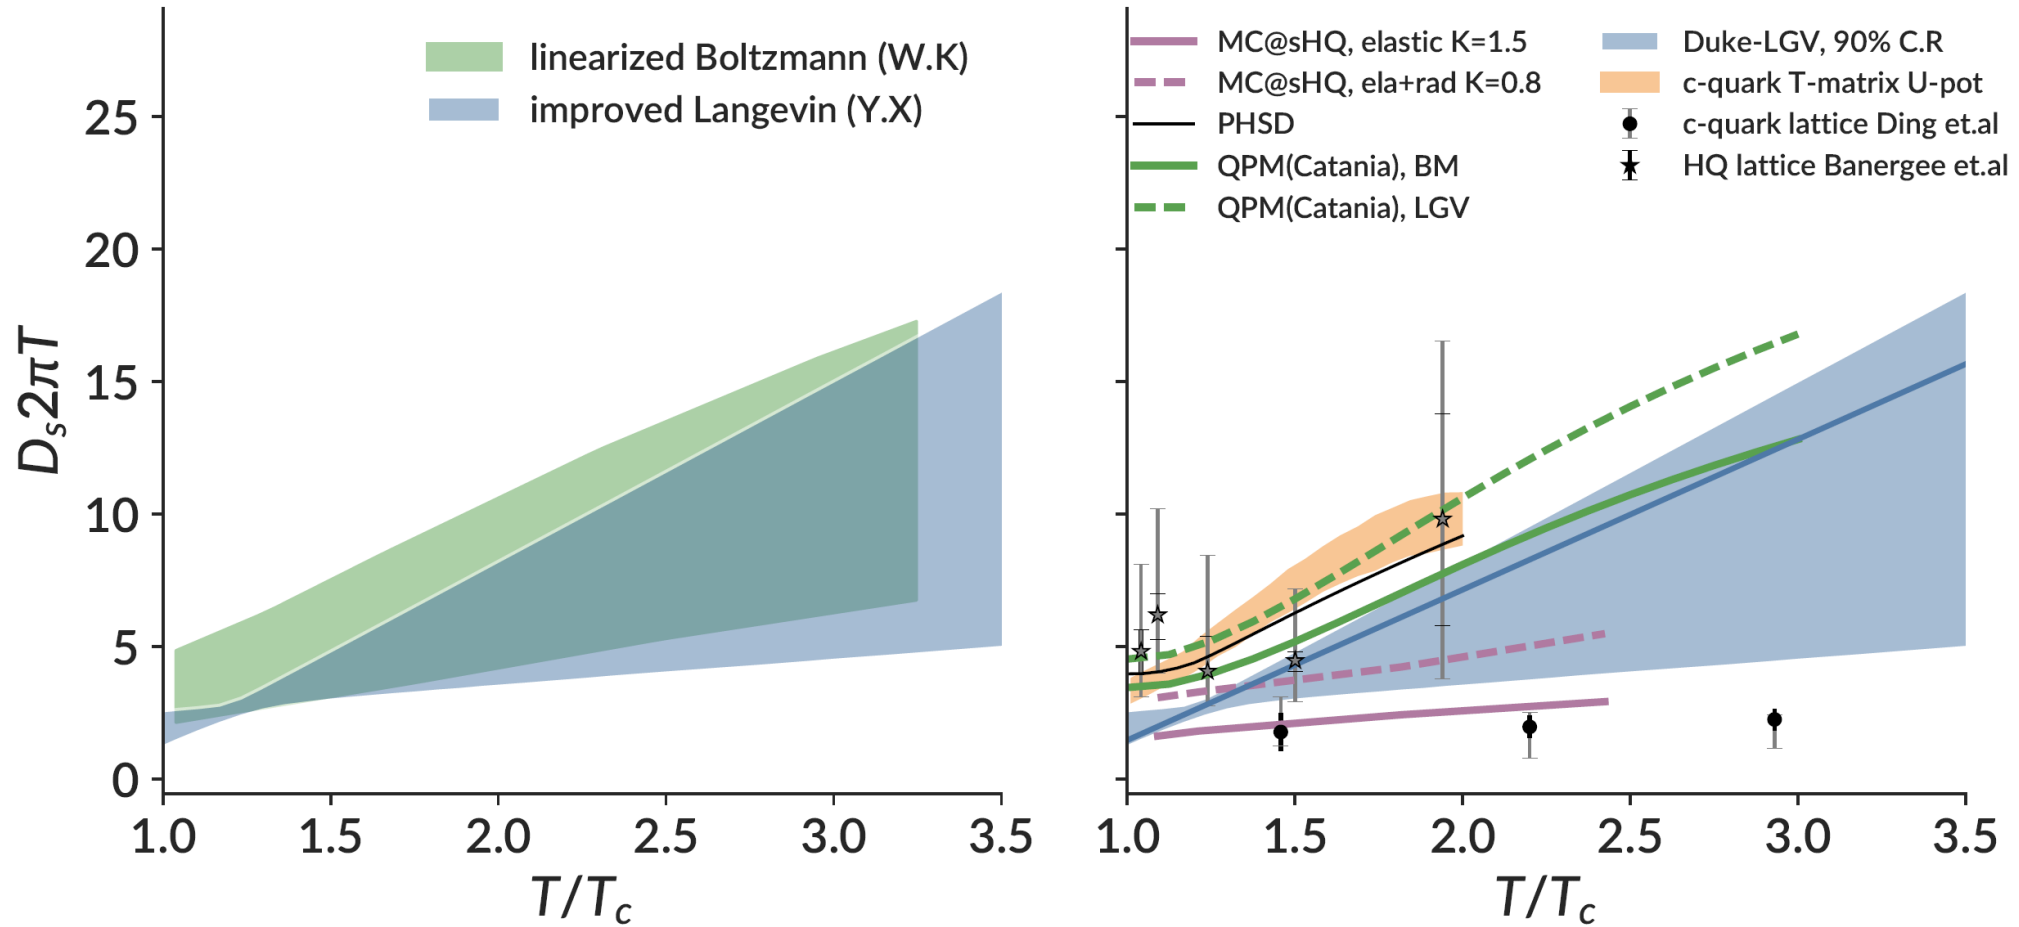 linearized Boltzmann (W.K)
improved Langevin (Y.X)
25
20
15
10
5
0
D_s2πT
1.0 1.5 2.0 2.5 3.0 3.5
T/T_c
MC@sHQ, elastic K=1.5
MC@sHQ, ela+rad K=0.8
PHSD
QPM(Catania), BM
QPM(Catania), LGV
Duke-LGV, 90% C.R
c-quark T-matrix U-pot
c-quark lattice Ding et.al
HQ lattice Banergee et.al
1.0 1.5 2.0 2.5 3.0 3.5
T/T_c